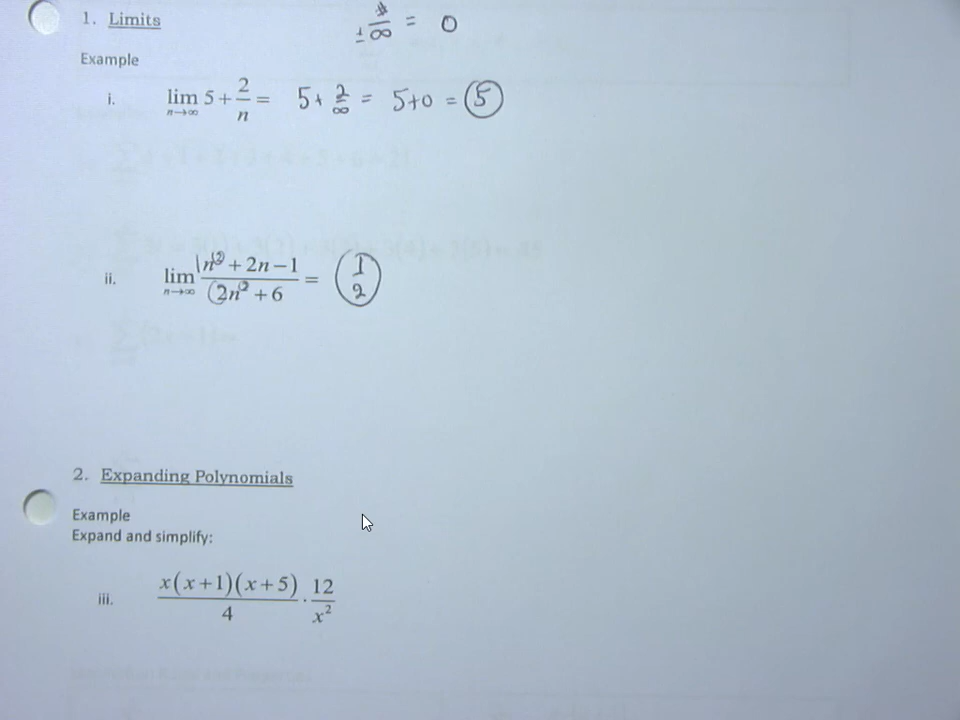 1. Limits
± #/∞ = 0
Example
i. lim n→∞ 5 + 2/n = 5 + 2/∞ = 5+0 = 5
ii. lim n→∞ 1n² + 2n − 1 / 2n² + 6 = 1/2
2. Expanding Polynomials
Example
Expand and simplify:
iii. x(x+1)(x+5)/4 · 12/x²